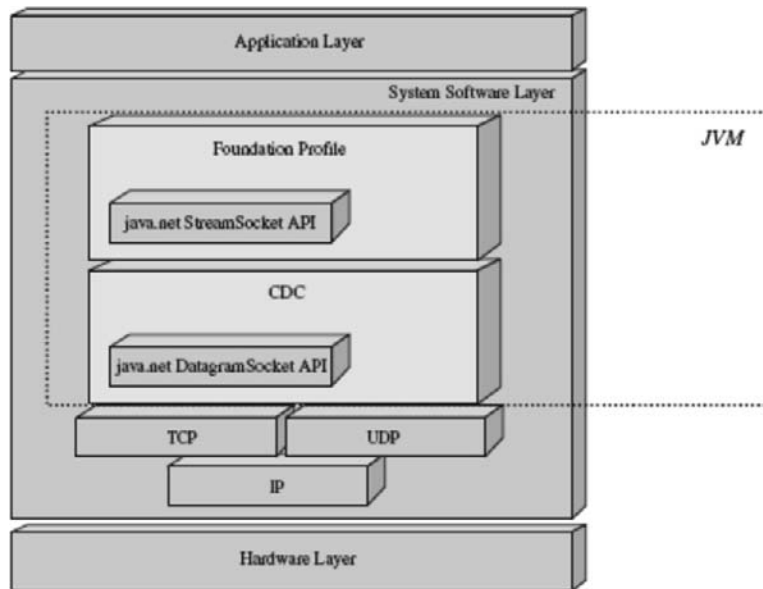 Application Layer
System Software Layer
JVM
Foundation Profile
java.net StreamSocket API
CDC
java.net DatagramSocket API
TCP
UDP
IP
Hardware Layer